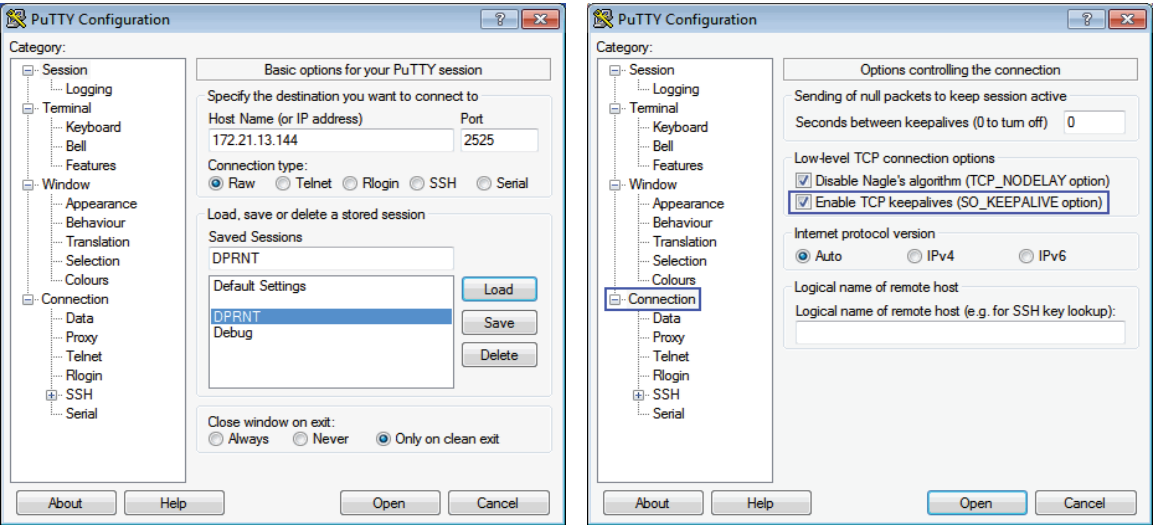 PuTTY Configuration
Category:
Session
Logging
Terminal
Keyboard
Bell
Features
Window
Appearance
Behaviour
Translation
Selection
Colours
Connection
Data
Proxy
Telnet
Rlogin
SSH
Serial
Basic options for your PuTTY session
Specify the destination you want to connect to
Host Name (or IP address) Port
172.21.13.144 2525
Connection type:
Raw Telnet Rlogin SSH Serial
Load, save or delete a stored session
Saved Sessions
DPRNT
Default Settings
DPRNT
Debug
Load
Save
Delete
Close window on exit:
Always Never Only on clean exit
About Help Open Cancel
PuTTY Configuration
Category:
Session
Logging
Terminal
Keyboard
Bell
Features
Window
Appearance
Behaviour
Translation
Selection
Colours
Connection
Data
Proxy
Telnet
Rlogin
SSH
Serial
Options controlling the connection
Sending of null packets to keep session active
Seconds between keepalives (0 to turn off) 0
Low-level TCP connection options
Disable Nagle's algorithm (TCP_NODELAY option)
Enable TCP keepalives (SO_KEEPALIVE option)
Internet protocol version
Auto IPv4 IPv6
Logical name of remote host
Logical name of remote host (e.g. for SSH key lookup):
About Help Open Cancel